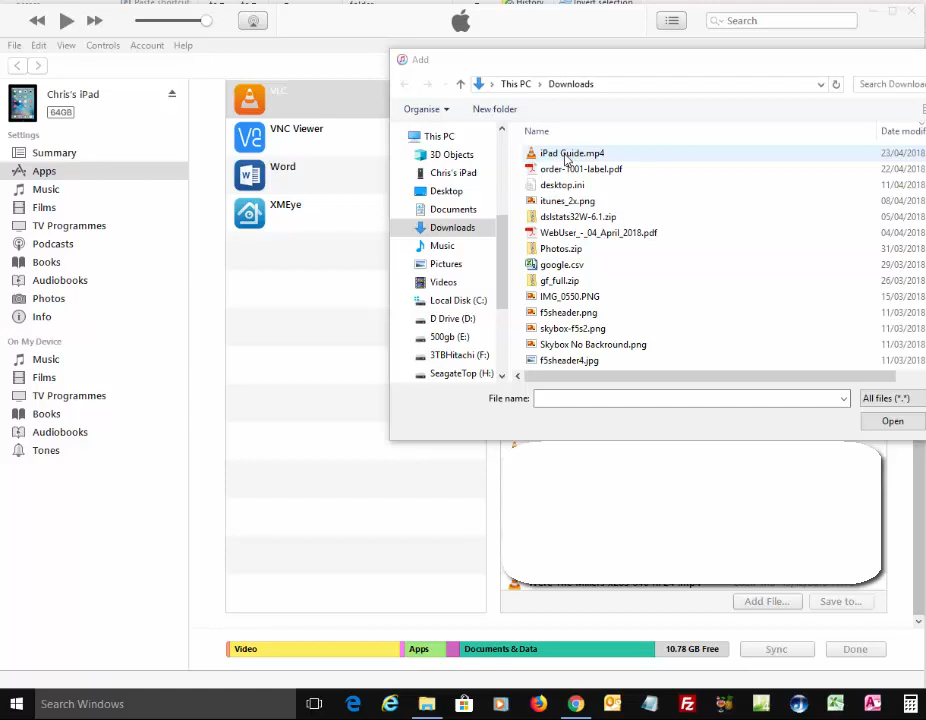 Search
File Edit View Controls Account Help
Chris's iPad
64GB
Settings
Summary
Apps
Music
Films
TV Programmes
Podcasts
Books
Audiobooks
Photos
Info
On My Device
Music
Films
TV Programmes
Books
Audiobooks
Tones
VLC
VNC Viewer
Word
XMEye
Add
This PC Downloads
Search Downloa
Organise New folder
This PC
3D Objects
Chris's iPad
Desktop
Documents
Downloads
Music
Pictures
Videos
Local Disk (C:)
D Drive (D:)
500gb (E:)
3TBHitachi (F:)
SeagateTop (H:)
Name Date modif
iPad Guide.mp4 23/04/2018
order-1001-label.pdf 22/04/2018
desktop.ini 11/04/2018
itunes_2x.png 08/04/2018
dslstats32W-6.1.zip 05/04/2018
WebUser_-_04_April_2018.pdf 04/04/2018
Photos.zip 31/03/2018
google.csv 29/03/2018
gf_full.zip 26/03/2018
IMG_0550.PNG 15/03/2018
f5sheader.png 11/03/2018
skybox-f5s2.png 11/03/2018
Skybox No Backround.png 11/03/2018
f5sheader4.jpg 11/03/2018
File name: All files (*.*)
Open
Add File... Save to...
Video Apps Documents & Data 10.78 GB Free Sync Done
Search Windows